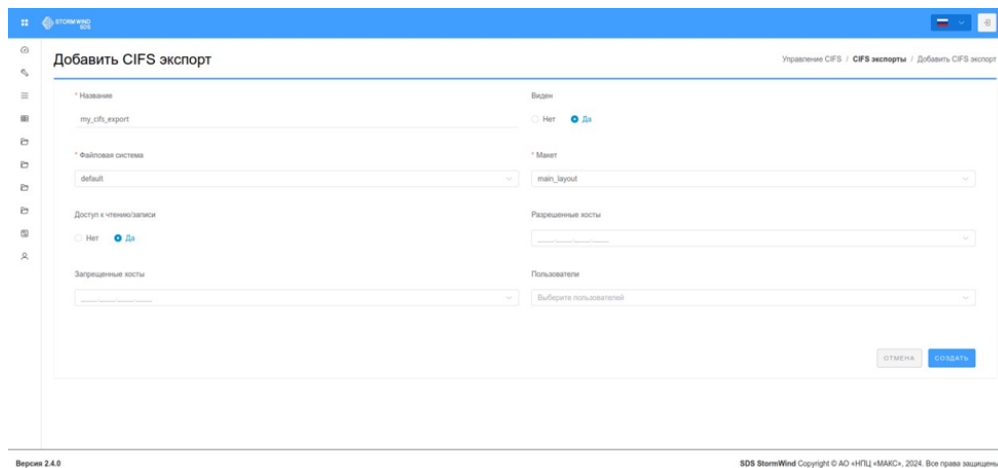 STORMWIND
SDS
Добавить CIFS экспорт
Управление CIFS / CIFS экспорты / Добавить CIFS экспорт
* Название
Виден
my_cifs_export
Нет Да
* Файловая система
* Макет
default
main_layout
Доступ к чтению/записи
Разрешенные хосты
Нет Да
Запрещенные хосты
Пользователи
Выберите пользователей
ОТМЕНА СОЗДАТЬ
Версия 2.4.0
SDS StormWind Copyright © АО «НПЦ «МАКС», 2024. Все права защищены